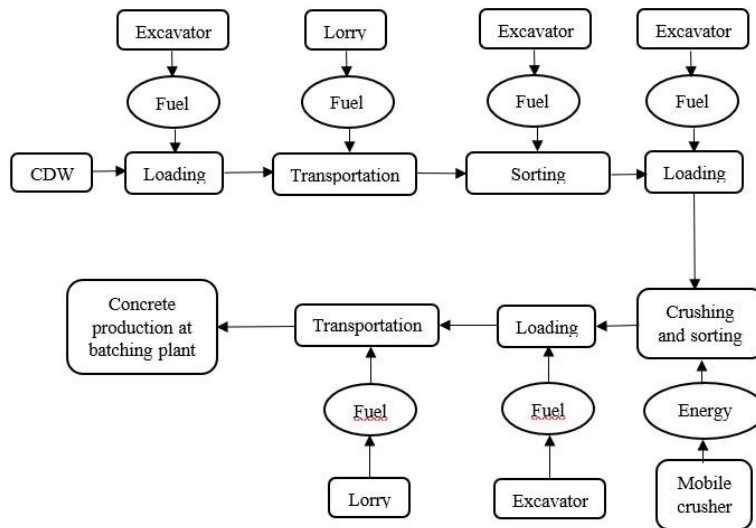 Excavator
Lorry
Excavator
Excavator
Fuel
Fuel
Fuel
Fuel
CDW
Loading
Transportation
Sorting
Loading
Concrete
production at
batching plant
Transportation
Loading
Crushing
and sorting
Fuel
Fuel
Energy
Lorry
Excavator
Mobile
crusher